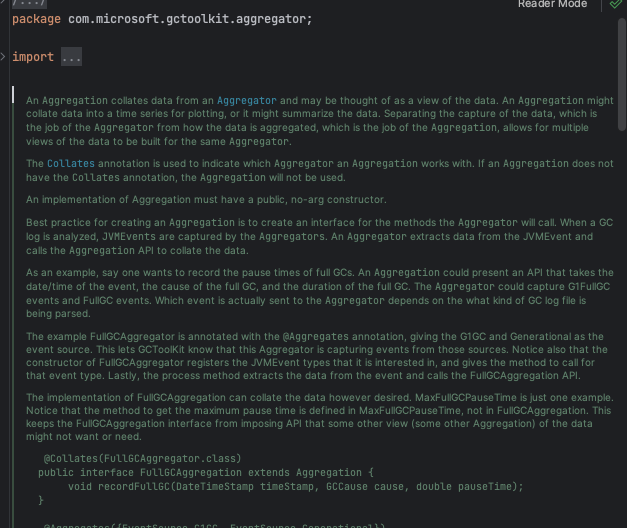 /.../
Reader Mode
package com.microsoft.gctoolkit.aggregator;
import ...
An Aggregation collates data from an Aggregator and may be thought of as a view of the data. An Aggregation might
collate data into a time series for plotting, or it might summarize the data. Separating the capture of the data, which is
the job of the Aggregator from how the data is aggregated, which is the job of the Aggregation, allows for multiple
views of the data to be built for the same Aggregator.
The Collates annotation is used to indicate which Aggregator an Aggregation works with. If an Aggregation does not
have the Collates annotation, the Aggregation will not be used.
An implementation of Aggregation must have a public, no-arg constructor.
Best practice for creating an Aggregation is to create an interface for the methods the Aggregator will call. When a GC
log is analyzed, JVMEvents are captured by the Aggregators. An Aggregator extracts data from the JVMEvent and
calls the Aggregation API to collate the data.
As an example, say one wants to record the pause times of full GCs. An Aggregation could present an API that takes the
date/time of the event, the cause of the full GC, and the duration of the full GC. The Aggregator could capture G1FullGC
events and FullGC events. Which event is actually sent to the Aggregator depends on the what kind of GC log file is
being parsed.
The example FullGCAggregator is annotated with the @Aggregates annotation, giving the G1GC and Generational as the
event source. This lets GCToolKit know that this Aggregator is capturing events from those sources. Notice also that the
constructor of FullGCAggregator registers the JVMEvent types that it is interested in, and gives the method to call for
that event type. Lastly, the process method extracts the data from the event and calls the FullGCAggregation API.
The implementation of FullGCAggregation can collate the data however desired. MaxFullGCPauseTime is just one example.
Notice that the method to get the maximum pause time is defined in MaxFullGCPauseTime, not in FullGCAggregation. This
keeps the FullGCAggregation interface from imposing API that some other view (some other Aggregation) of the data
might not want or need.
@Collates(FullGCAggregator.class)
public interface FullGCAggregation extends Aggregation {
void recordFullGC(DateTimeStamp timeStamp, GCCause cause, double pauseTime);
}
@Aggregates({EventSource.G1GC, EventSource.Generational})